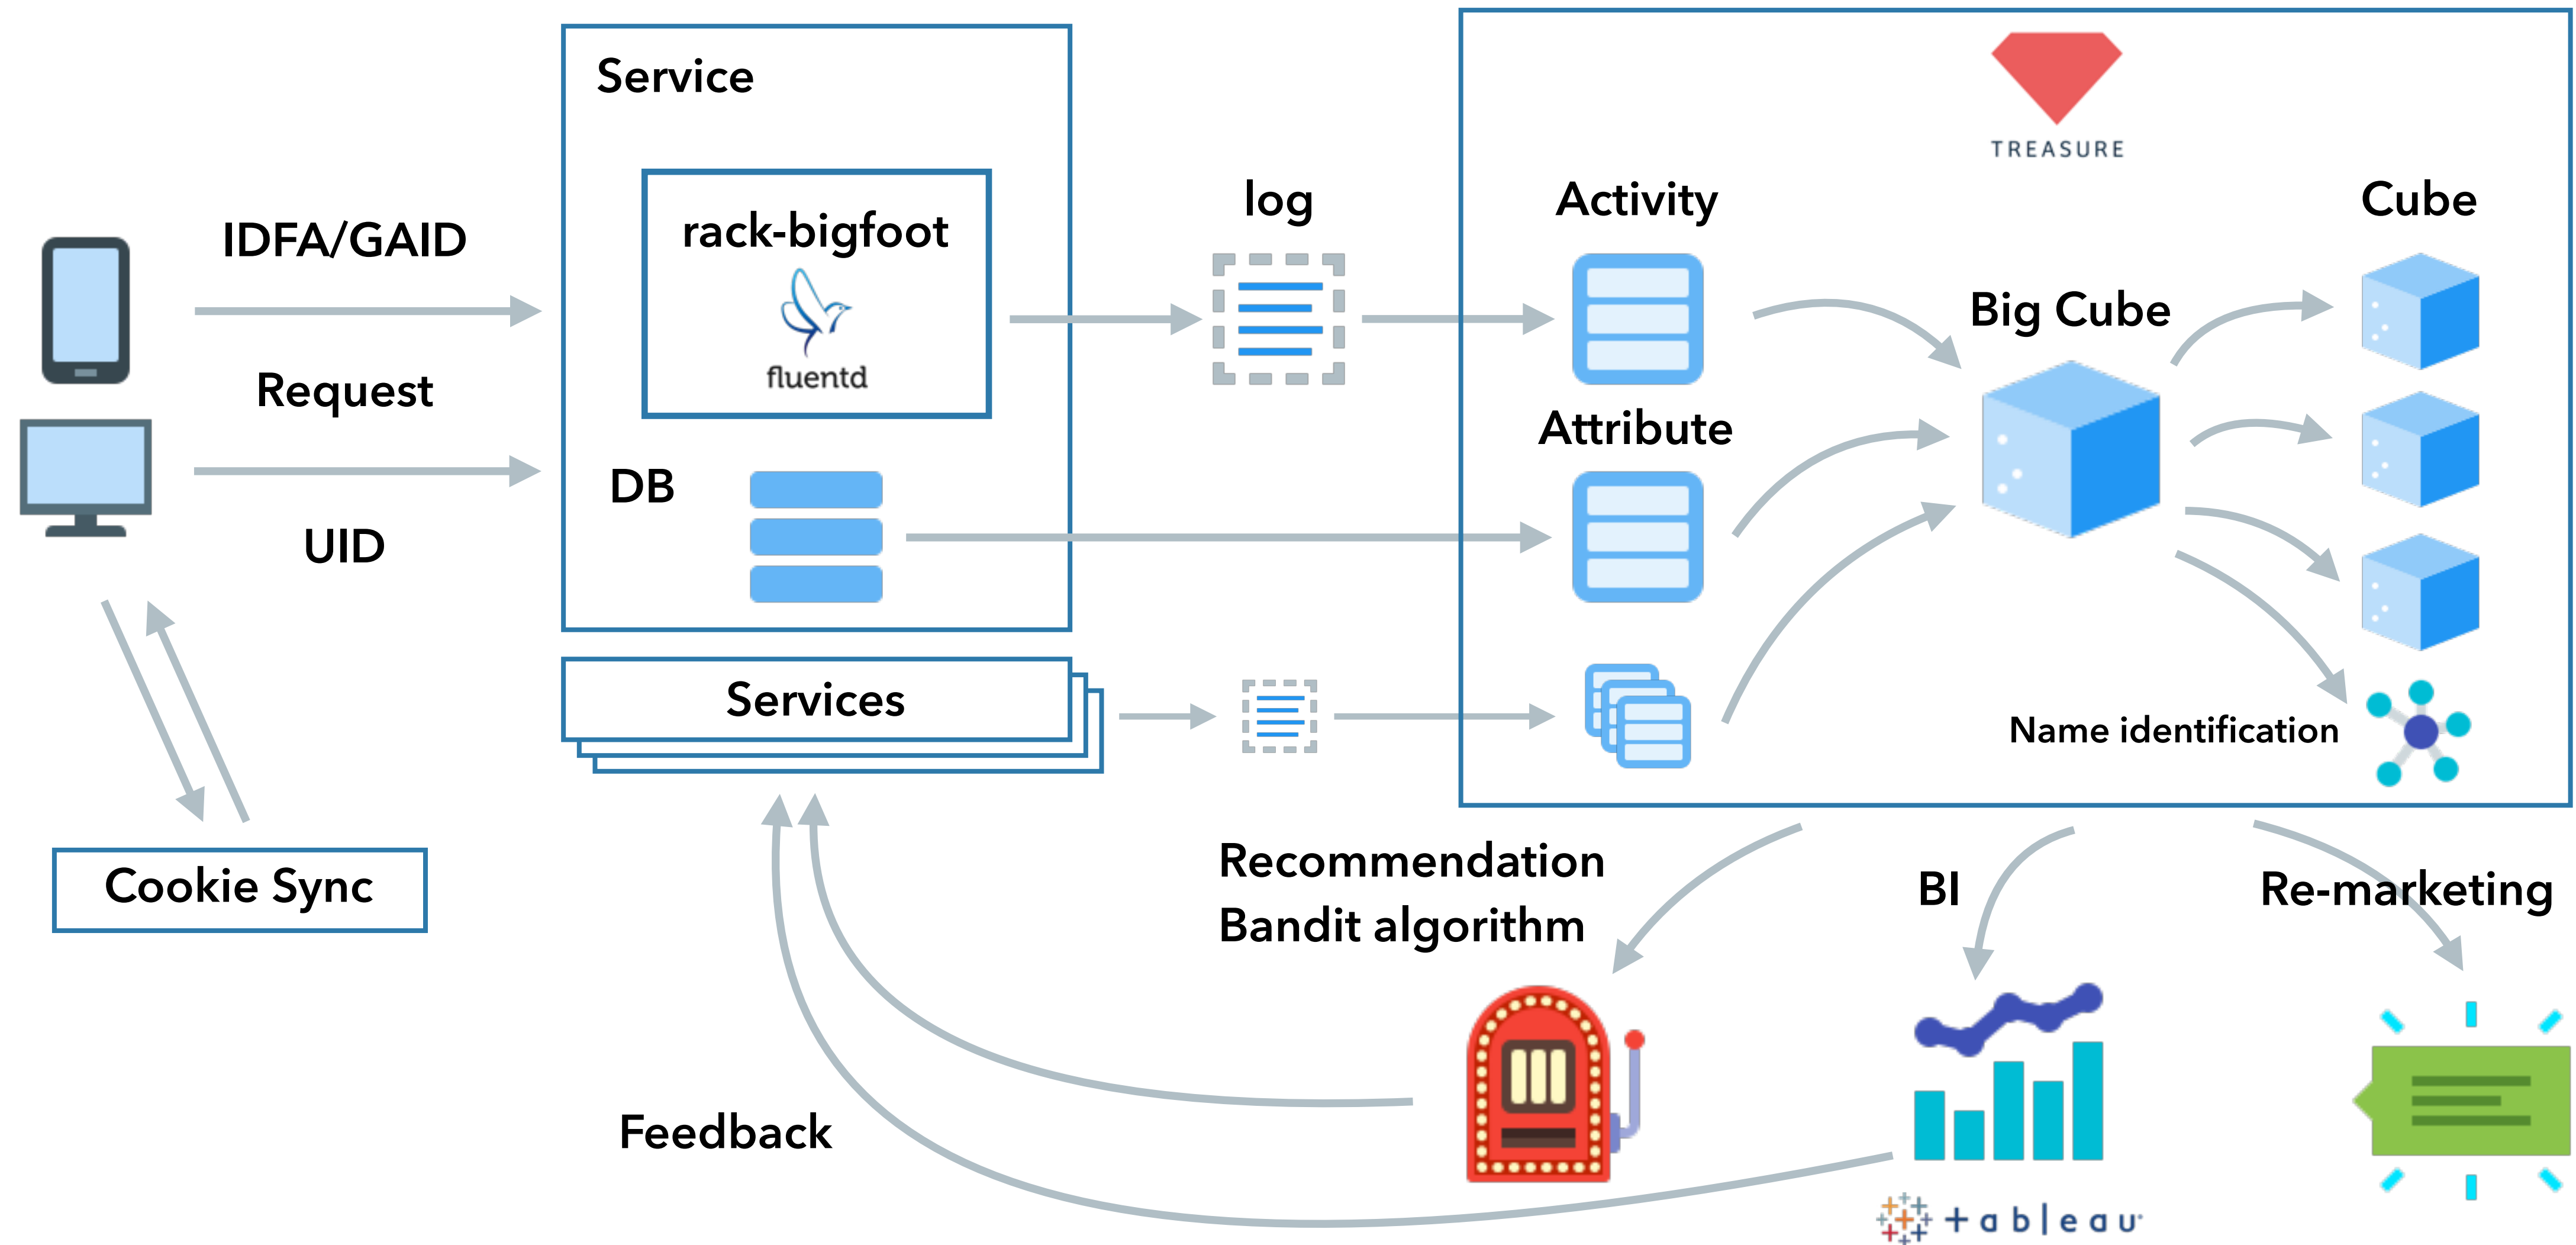 Service
TREASURE
rack-bigfoot
fluentd
IDFA/GAID
Request
UID
DB
log
Activity
Attribute
Big Cube
Cube
Services
Name identification
Cookie Sync
Recommendation
Bandit algorithm
BI
Re-marketing
Feedback
+ableau